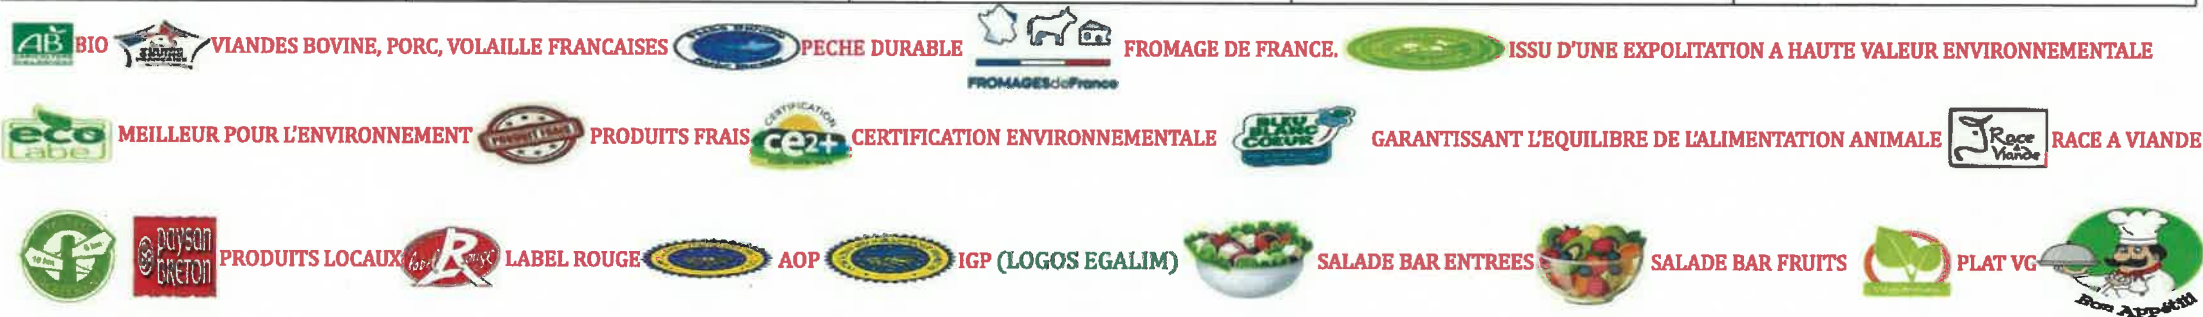 AB BIO VIANDES BOVINE, PORC, VOLAILLE FRANCAISES PECHE DURABLE FROMAGE DE FRANCE. ISSU D'UNE EXPOLITATION A HAUTE VALEUR ENVIRONNEMENTALE
FROMAGESdeFrance
eco label MEILLEUR POUR L'ENVIRONNEMENT PRODUIT FRAIS PRODUITS FRAIS CERTIFICATION ce2+ CERTIFICATION ENVIRONNEMENTALE BLEU BLANC COEUR GARANTISSANT L'EQUILIBRE DE L'ALIMENTATION ANIMALE Race à Viande RACE A VIANDE
paysan BRETON PRODUITS LOCAUX Label R Rouge LABEL ROUGE AOP IGP (LOGOS EGALIM) SALADE BAR ENTREES SALADE BAR FRUITS PLAT VG
Bon Appétit